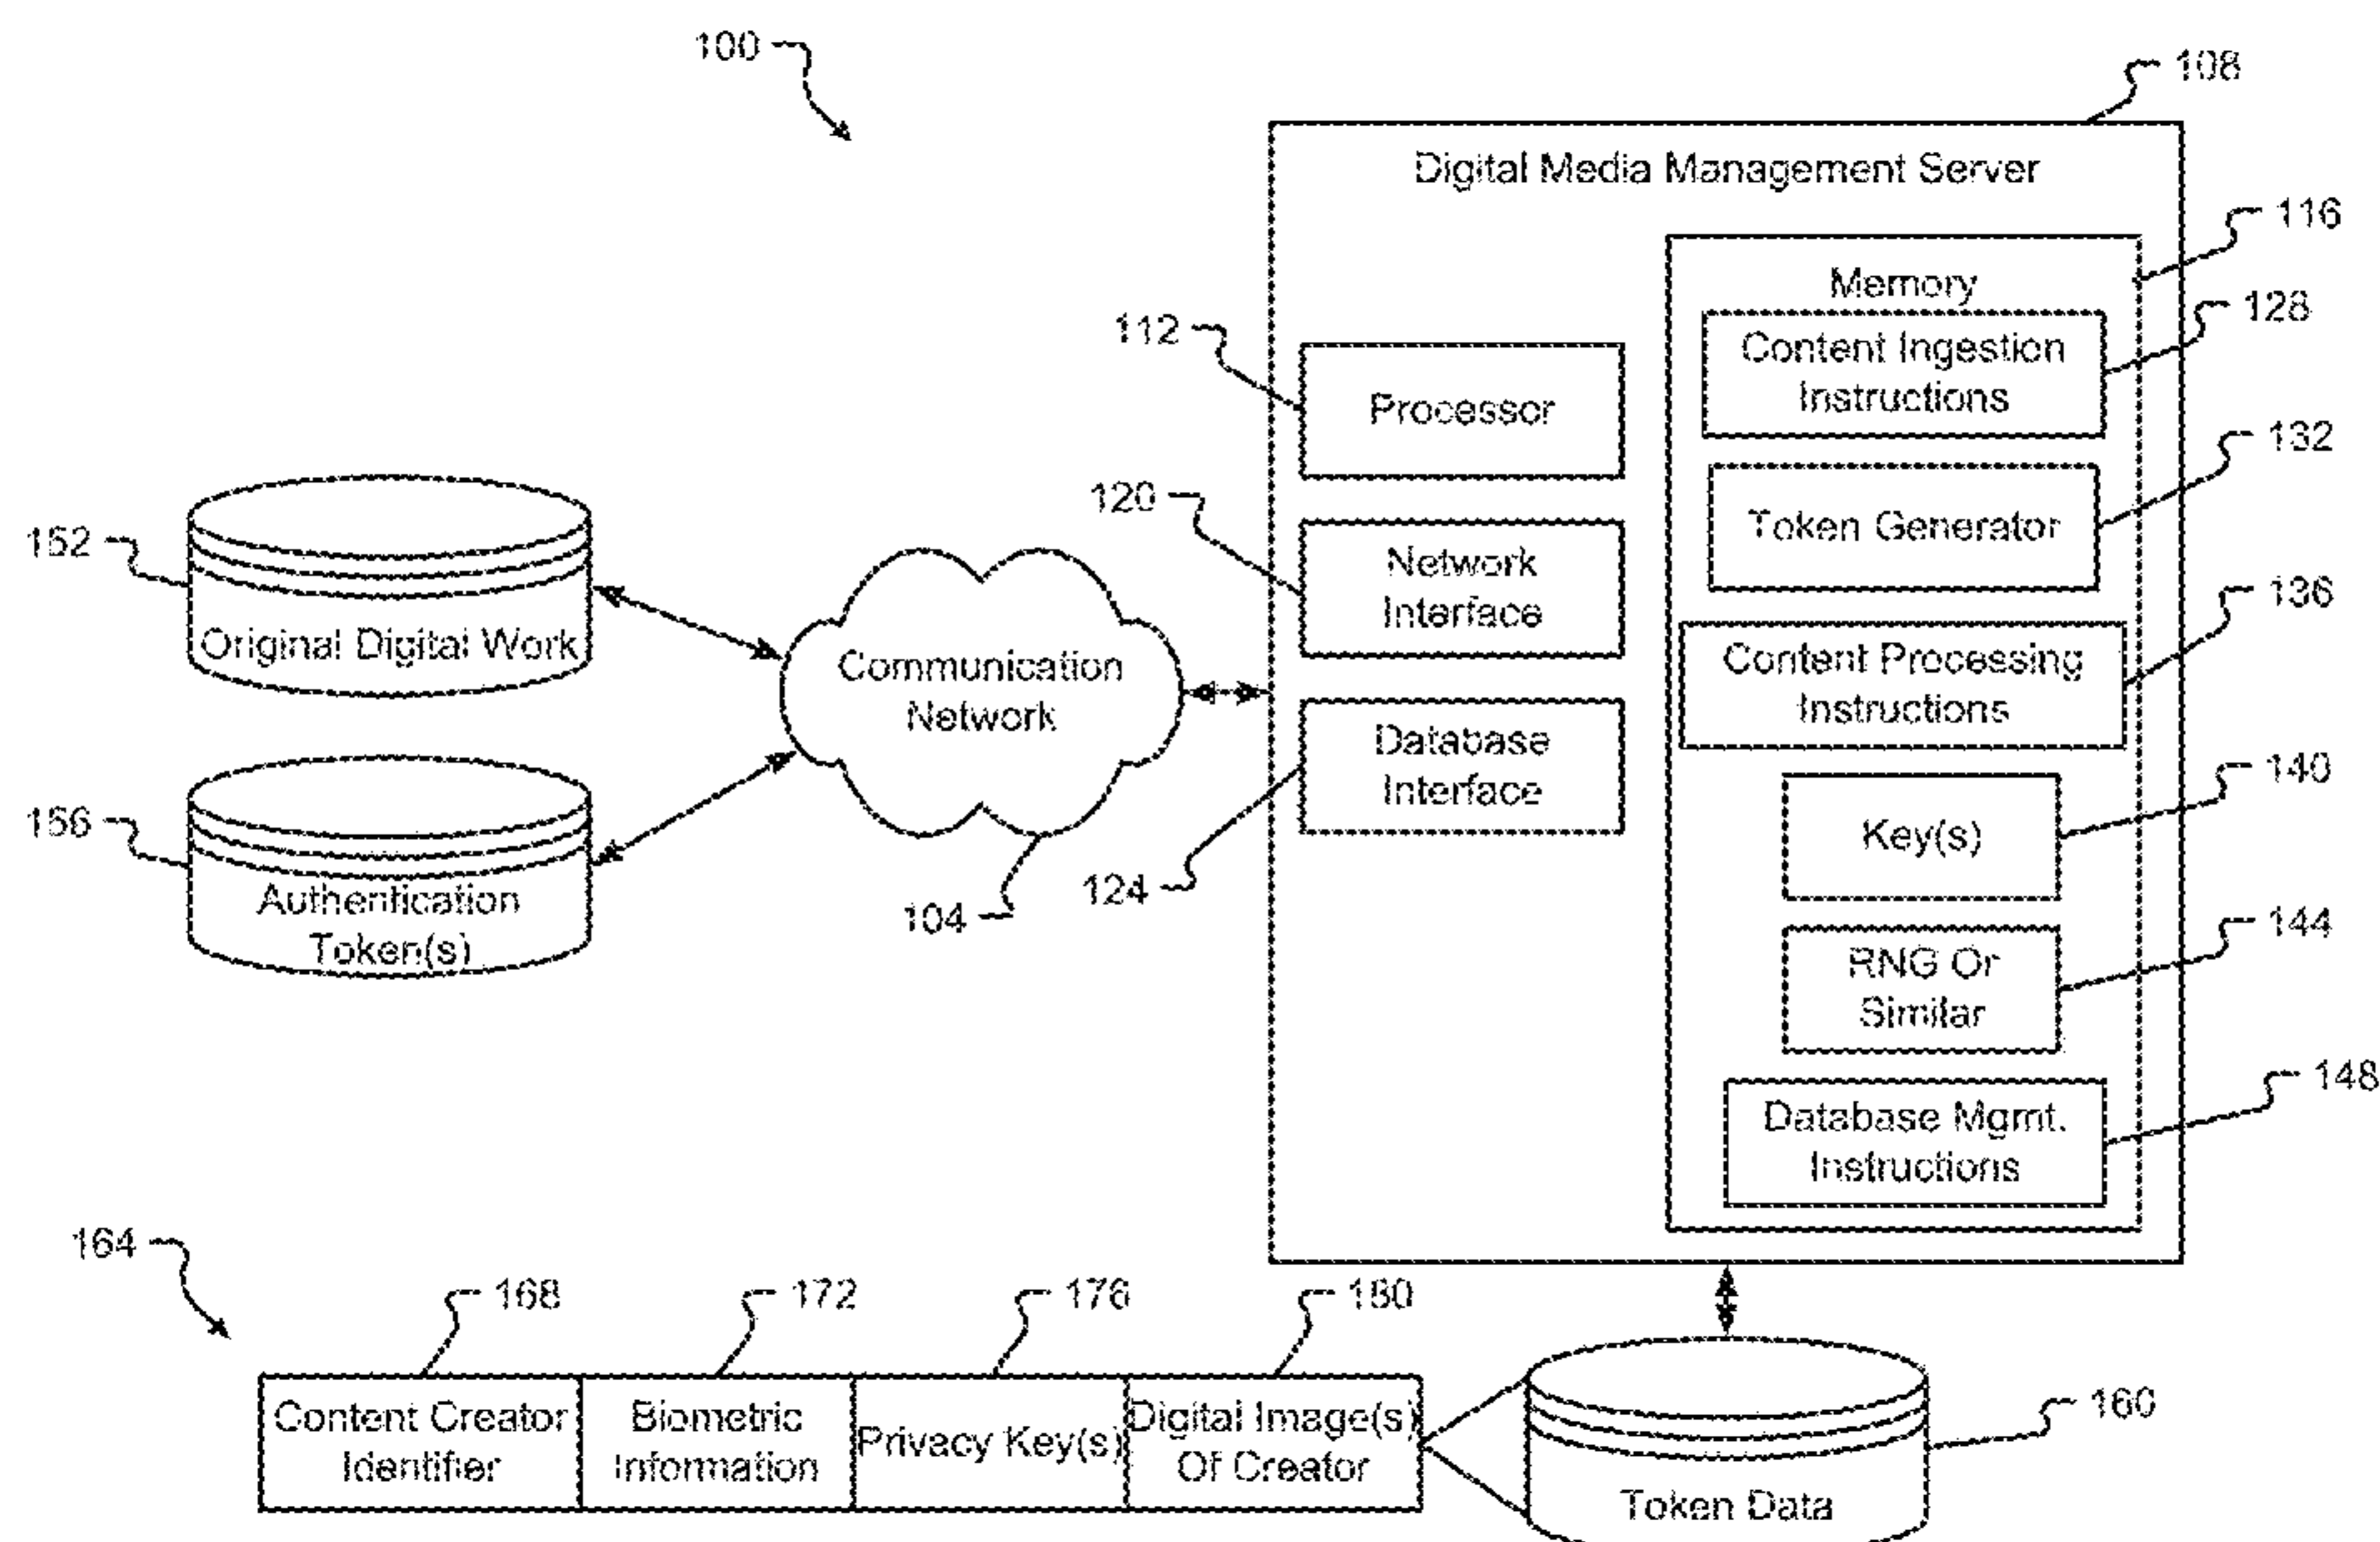 100
108
Digital Media Management Server
116
Memory
128
Content Ingestion
Instructions
112
Processor
132
Token Generator
120
Network
Interface
136
Content Processing
Instructions
152
Original Digital Work
Communication
Network
104
Database
Interface
124
140
Key(s)
156
Authentication
Token(s)
144
RNG Or
Similar
148
Database Mgmt.
Instructions
164
168
172
176
180
Content Creator
Identifier
Biometric
Information
Privacy Key(s)
Digital Image(s)
Of Creator
160
Token Data